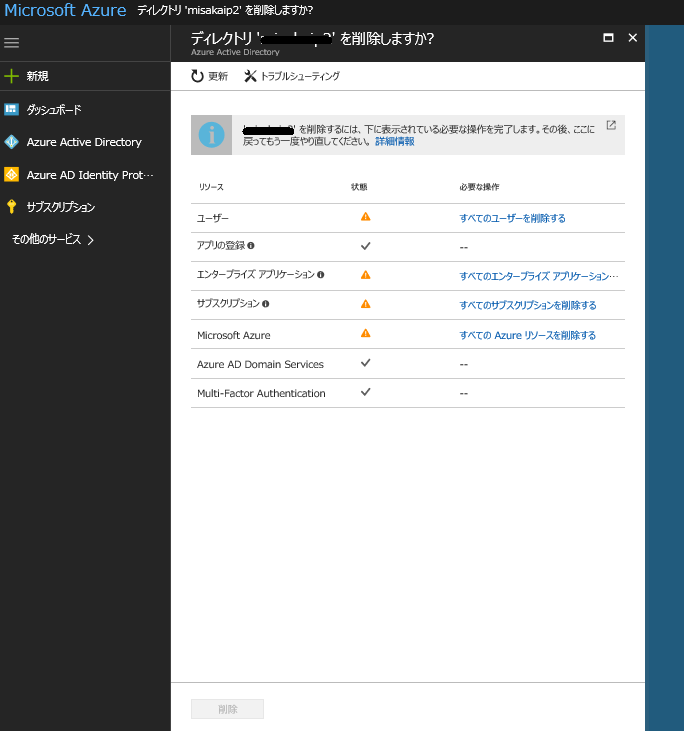 Microsoft Azure ディレクトリ 'misakaip2' を削除しますか?
ディレクトリ ' ' を削除しますか?
Azure Active Directory
新規
更新 トラブルシューティング
ダッシュボード
Azure Active Directory
Azure AD Identity Prot…
サブスクリプション
その他のサービス
' を削除するには、下に表示されている必要な操作を完了します。その後、ここに
戻ってもう一度やり直してください。 詳細情報
リソース 状態 必要な操作
ユーザー すべてのユーザーを削除する
アプリの登録 --
エンタープライズ アプリケーション すべてのエンタープライズ アプリケーション…
サブスクリプション すべてのサブスクリプションを削除する
Microsoft Azure すべての Azure リソースを削除する
Azure AD Domain Services --
Multi-Factor Authentication --
削除